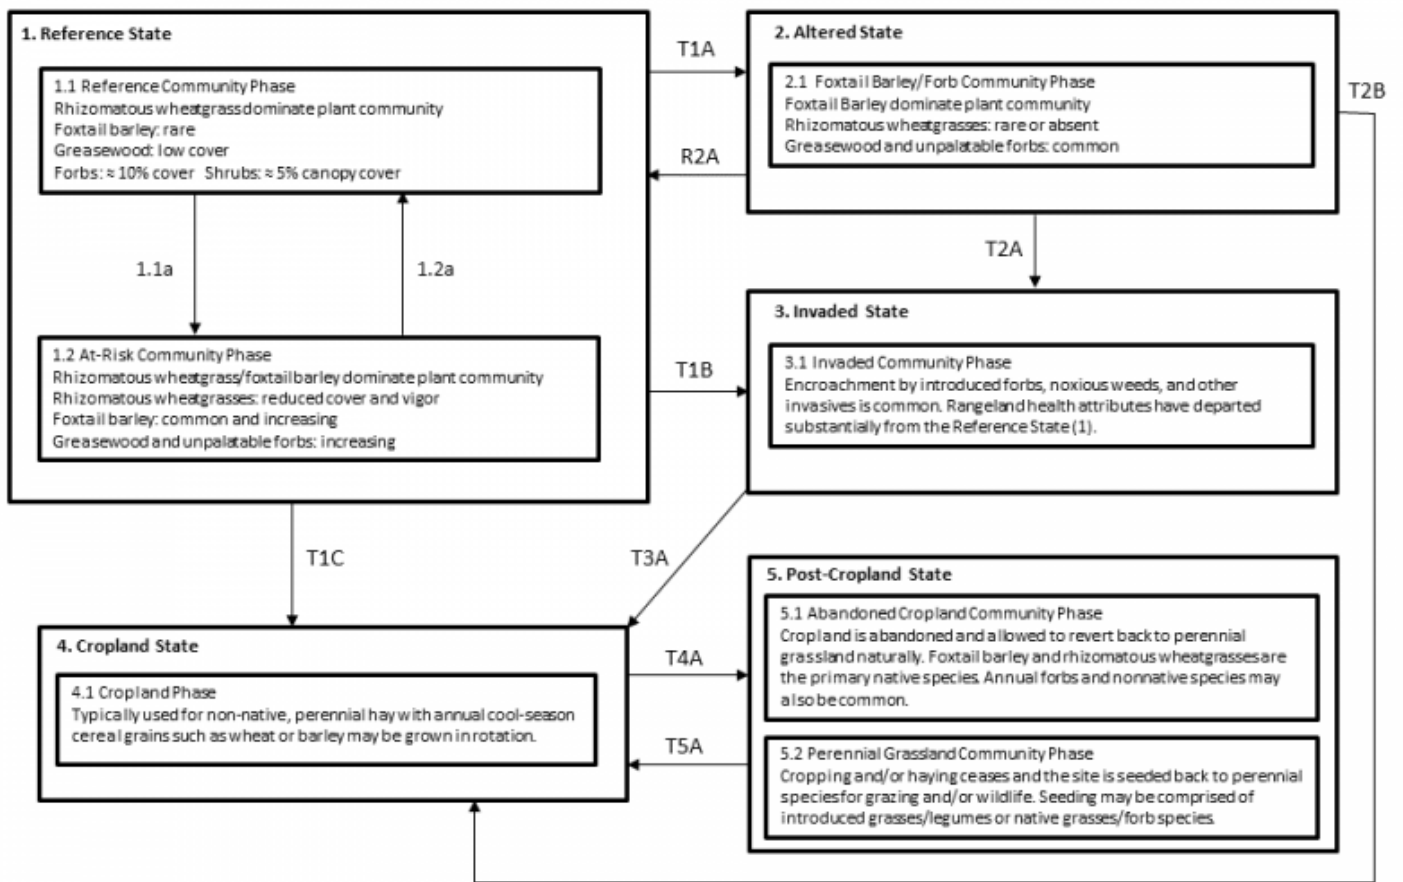 1. Reference State
1.1 Reference Community Phase
Rhizomatous wheatgrass dominate plant community
Foxtail barley: rare
Greasewood: low cover
Forbs: ≈ 10% cover Shrubs: ≈ 5% canopy cover
1.1a
1.2a
1.2 At-Risk Community Phase
Rhizomatous wheatgrass/foxtail barley dominate plant community
Rhizomatous wheatgrasses: reduced cover and vigor
Foxtail barley: common and increasing
Greasewood and unpalatable forbs: increasing
T1A
R2A
2. Altered State
2.1 Foxtail Barley/Forb Community Phase
Foxtail Barley dominate plant community
Rhizomatous wheatgrasses: rare or absent
Greasewood and unpalatable forbs: common
T2B
T2A
T1B
3. Invaded State
3.1 Invaded Community Phase
Encroachment by introduced forbs, noxious weeds, and other
invasives is common. Rangeland health attributes have departed
substantially from the Reference State (1).
T1C
T3A
4. Cropland State
4.1 Cropland Phase
Typically used for non-native, perennial hay with annual cool-season
cereal grains such as wheat or barley may be grown in rotation.
T4A
T5A
5. Post-Cropland State
5.1 Abandoned Cropland Community Phase
Cropland is abandoned and allowed to revert back to perennial
grassland naturally. Foxtail barley and rhizomatous wheatgrasses are
the primary native species. Annual forbs and nonnative species may
also be common.
5.2 Perennial Grassland Community Phase
Cropping and/or haying ceases and the site is seeded back to perennial
species for grazing and/or wildlife. Seeding may be comprised of
introduced grasses/legumes or native grasses/forb species.